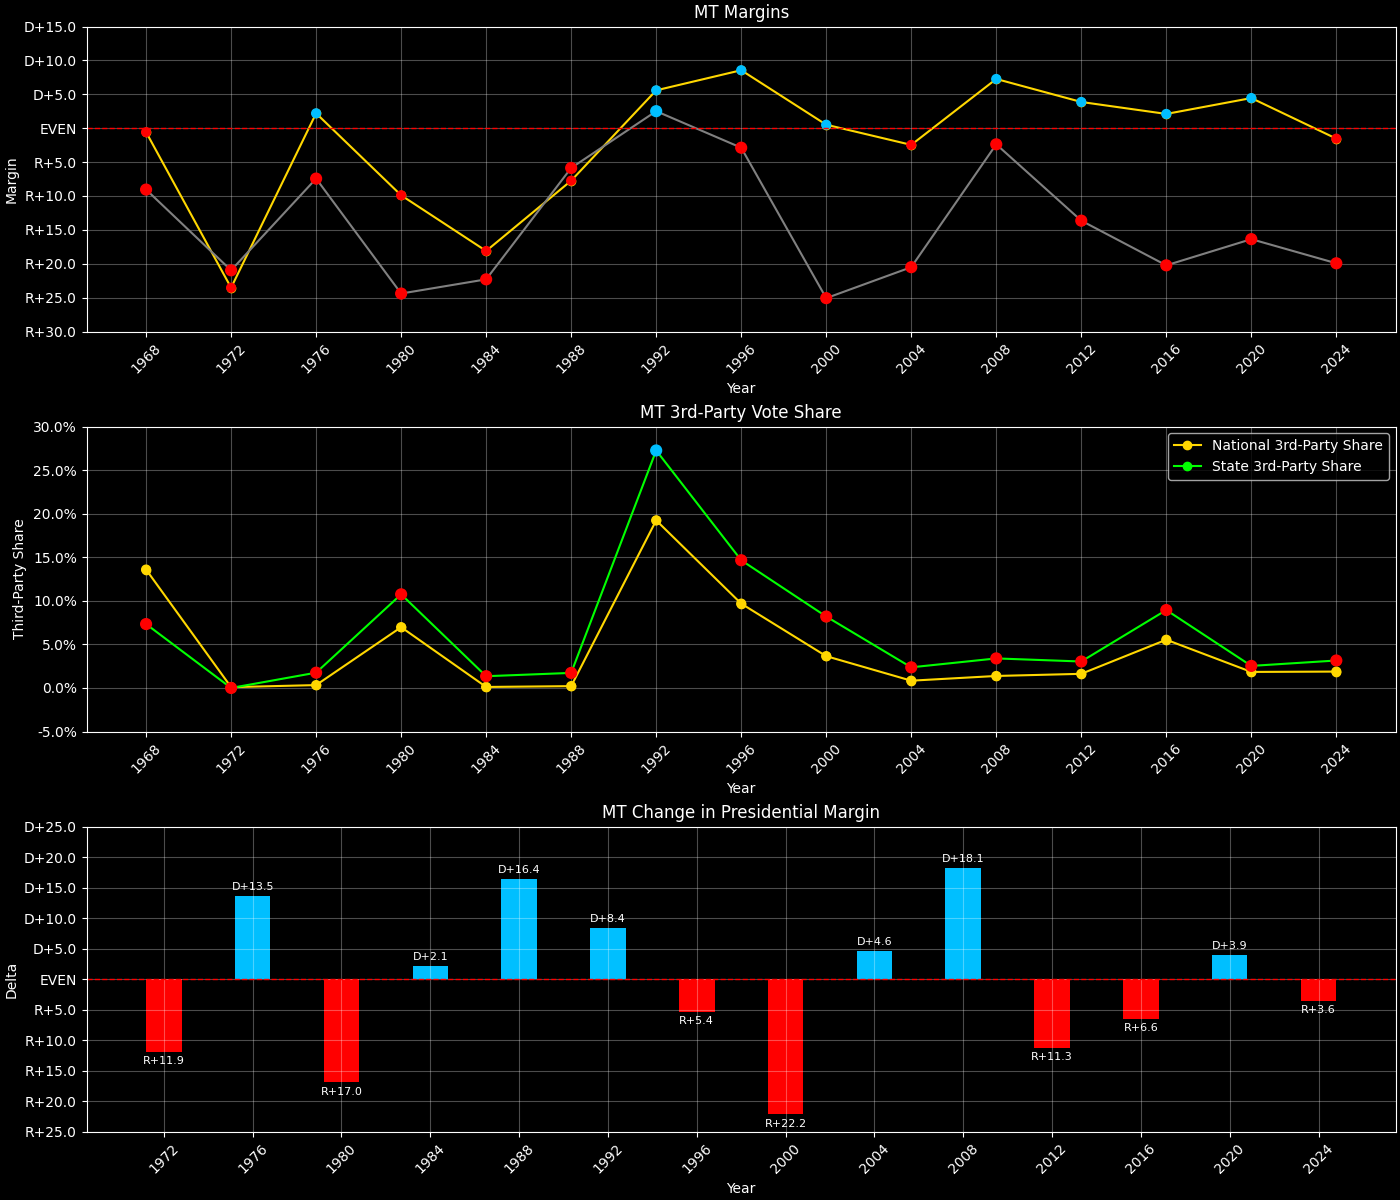 MT Margins
D+15.0
D+10.0
D+5.0
EVEN
R+5.0
R+10.0
R+15.0
R+20.0
R+25.0
R+30.0
Margin
1968
1972
1976
1980
1984
1988
1992
1996
2000
2004
2008
2012
2016
2020
2024
Year
MT 3rd-Party Vote Share
30.0%
25.0%
20.0%
15.0%
10.0%
5.0%
0.0%
-5.0%
Third-Party Share
National 3rd-Party Share
State 3rd-Party Share
1968
1972
1976
1980
1984
1988
1992
1996
2000
2004
2008
2012
2016
2020
2024
Year
MT Change in Presidential Margin
D+25.0
D+20.0
D+15.0
D+10.0
D+5.0
EVEN
R+5.0
R+10.0
R+15.0
R+20.0
R+25.0
Delta
R+11.9
D+13.5
R+17.0
D+2.1
D+16.4
D+8.4
R+5.4
R+22.2
D+4.6
D+18.1
R+11.3
R+6.6
D+3.9
R+3.6
1972
1976
1980
1984
1988
1992
1996
2000
2004
2008
2012
2016
2020
2024
Year